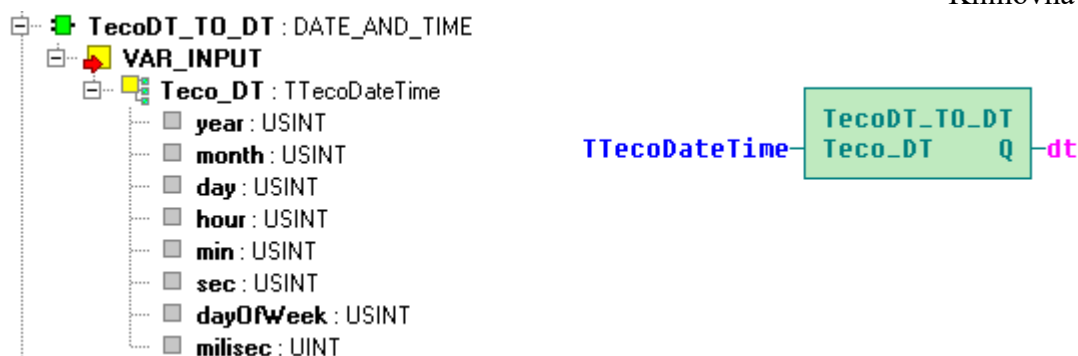 TecoDT_TO_DT : DATE_AND_TIME
VAR_INPUT
Teco_DT : TTecoDateTime
year : USINT
month : USINT
day : USINT
hour : USINT
min : USINT
sec : USINT
dayOfWeek : USINT
milisec : UINT
TecoDT_TO_DT
TTecoDateTime Teco_DT Q dt